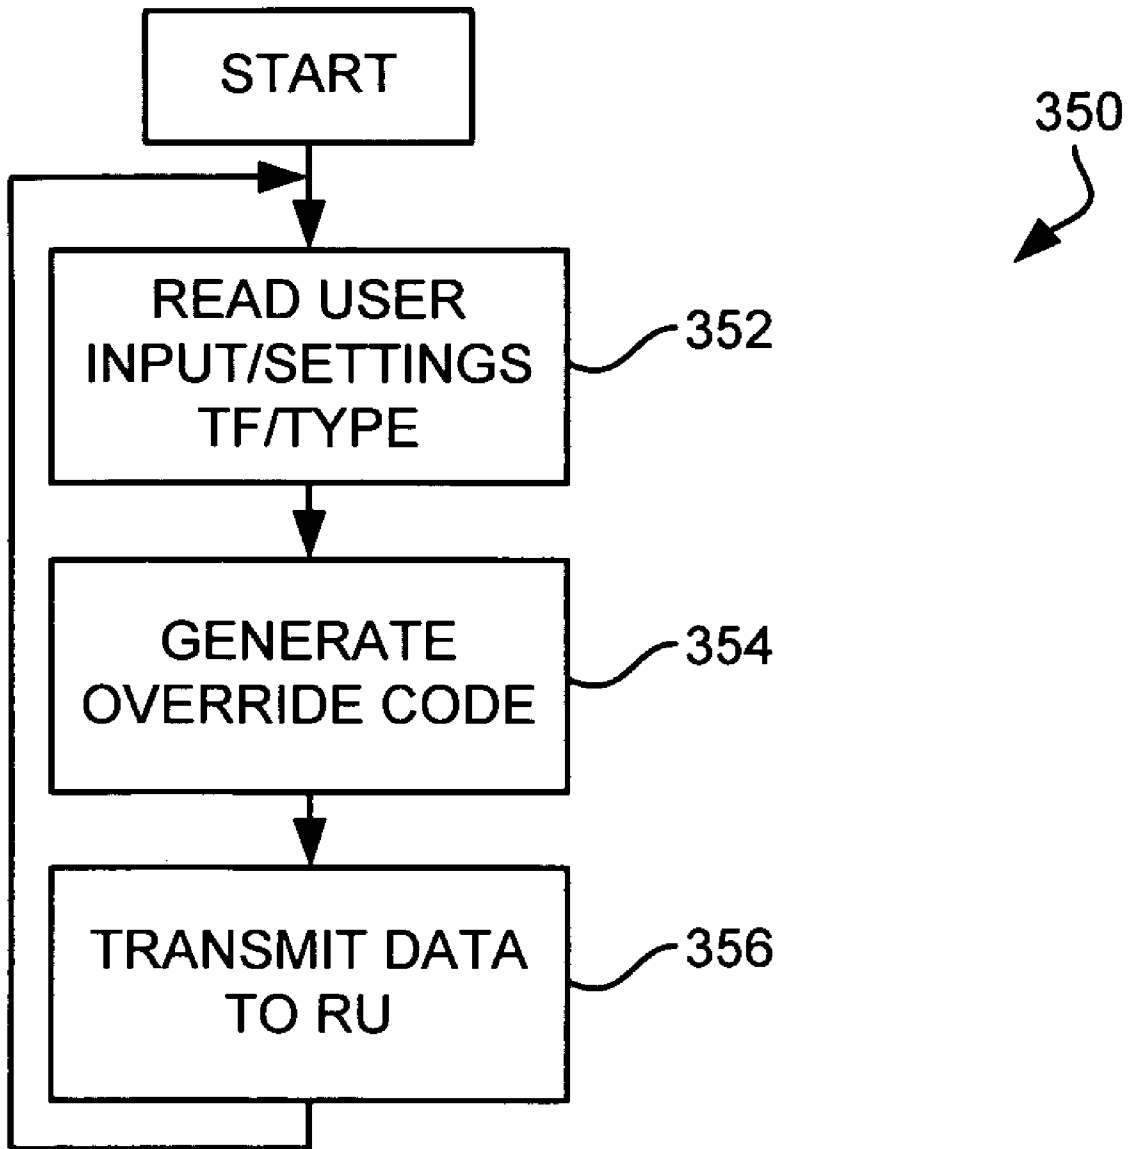 START
350
READ USER
INPUT/SETTINGS
TF/TYPE
352
GENERATE
OVERRIDE CODE
354
TRANSMIT DATA
TO RU
356